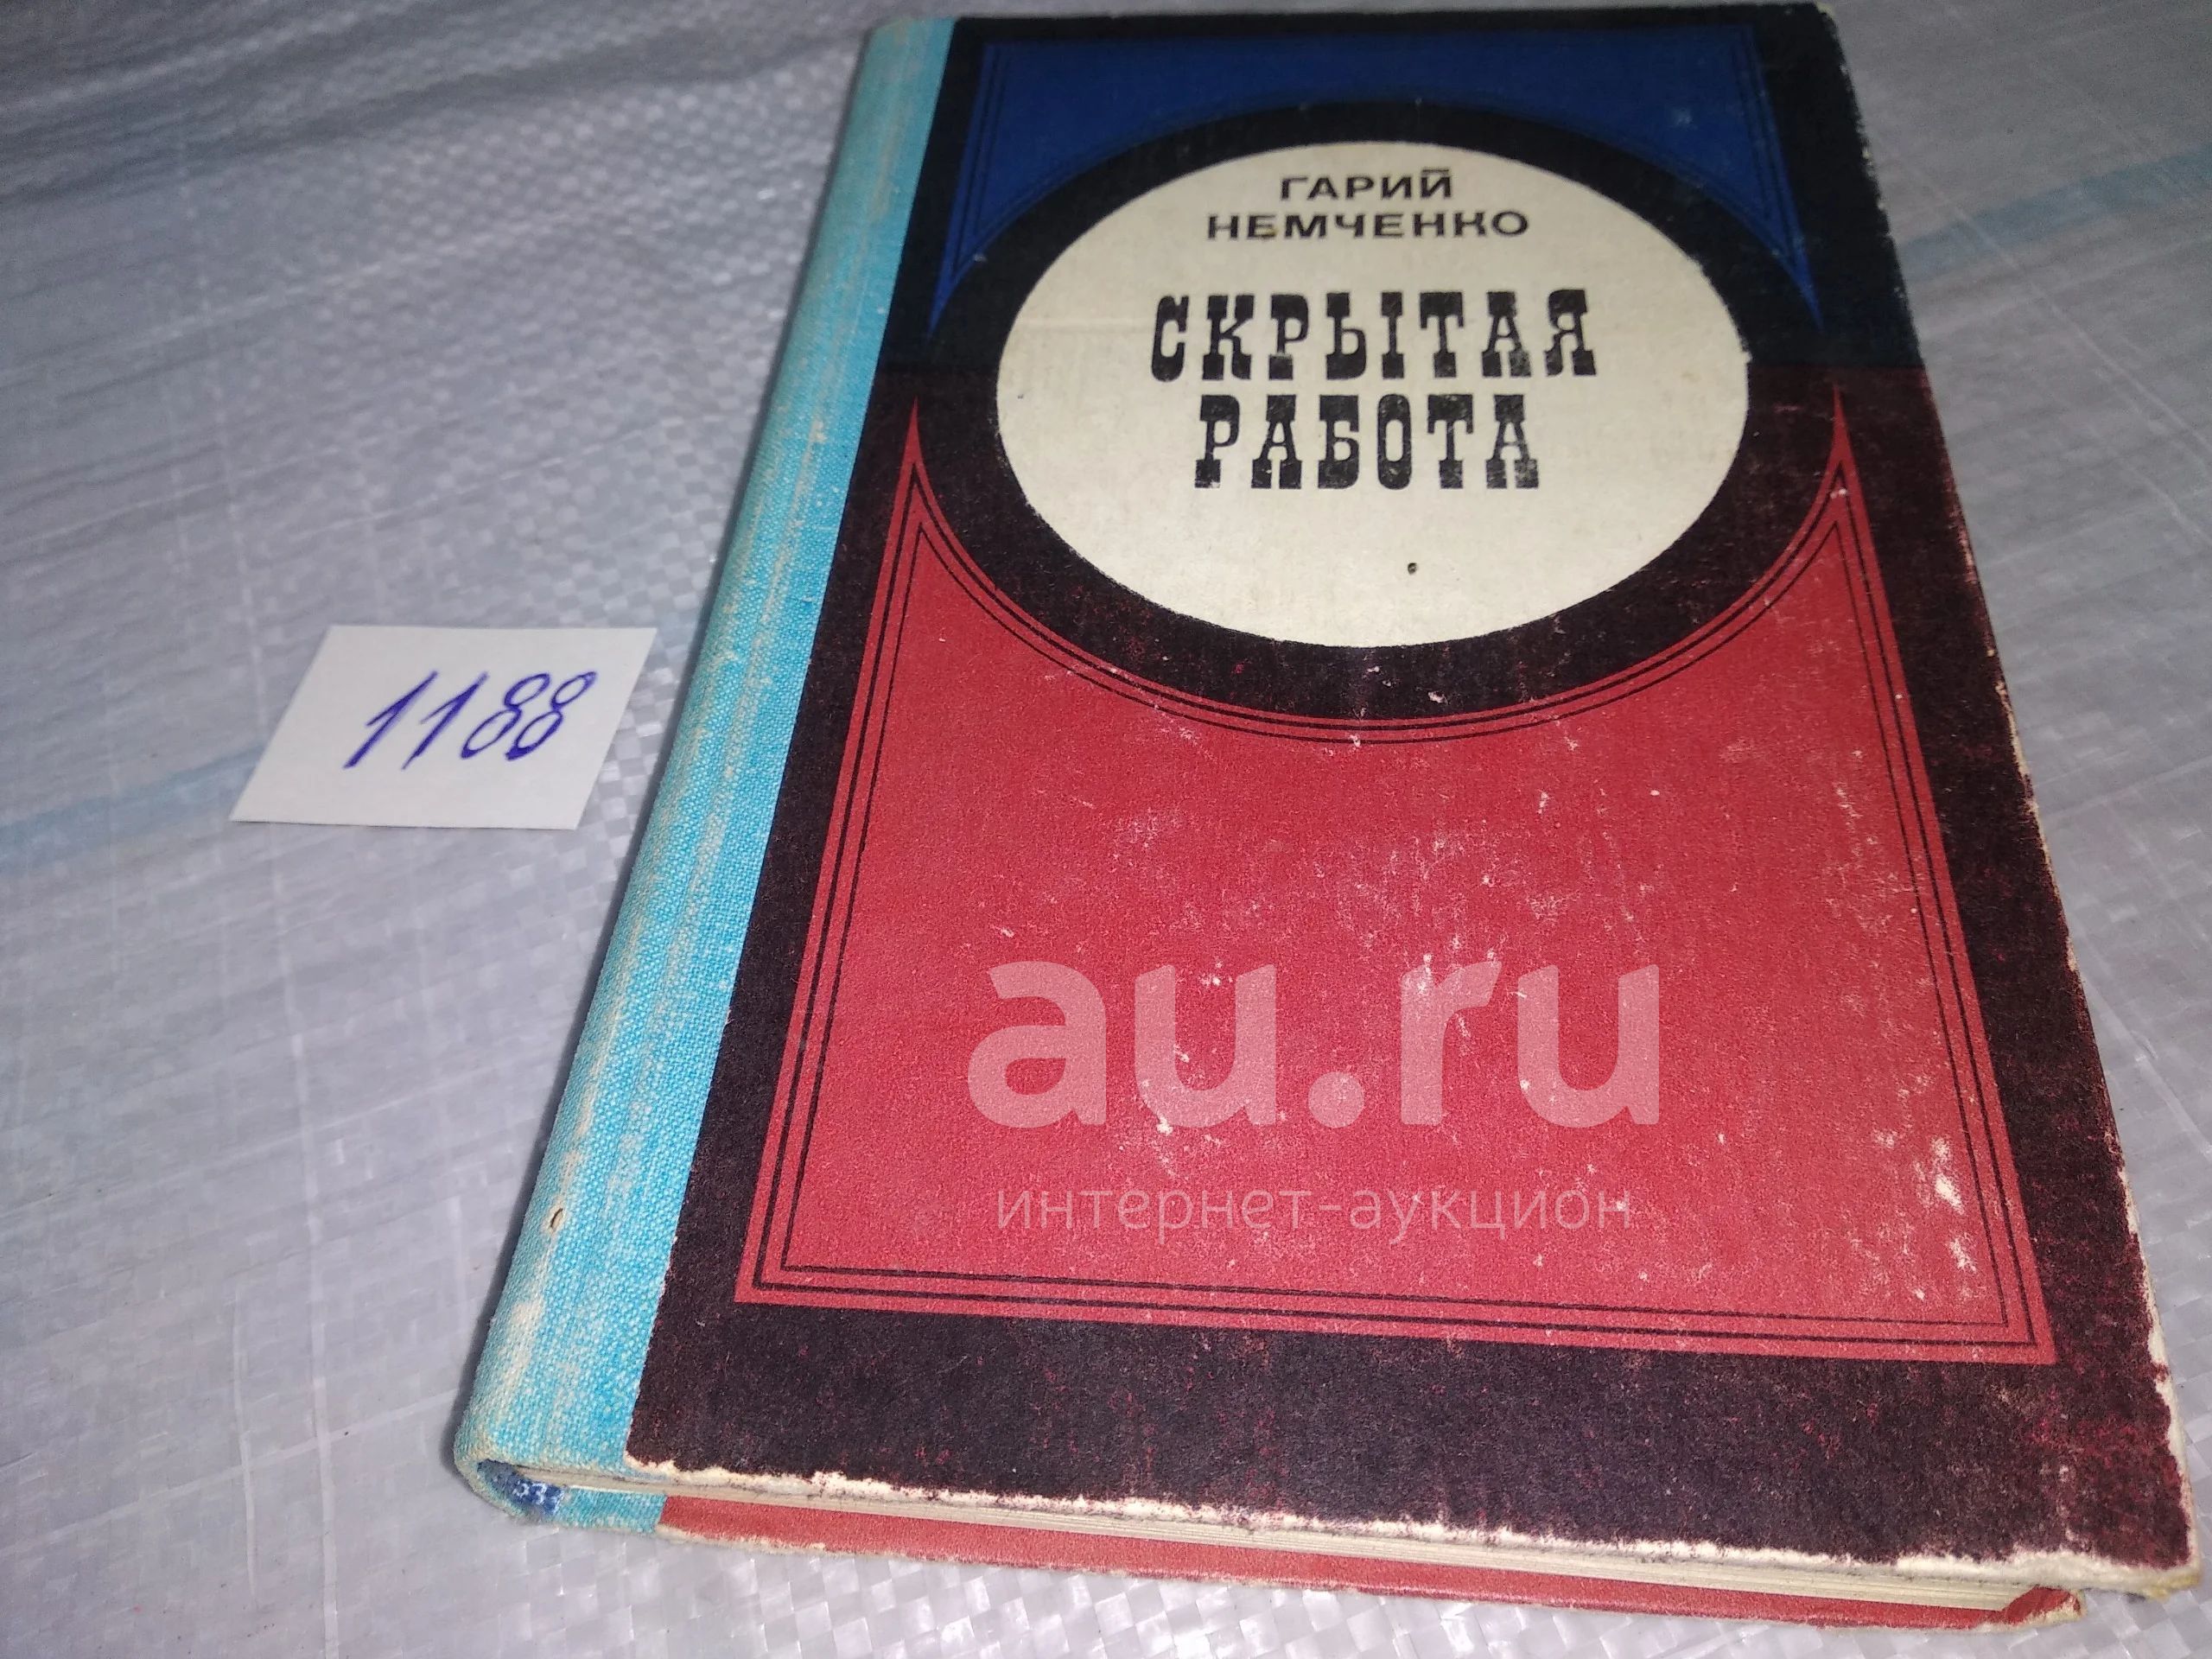 ГАРИЙ
НЕМЧЕНКО
СКРЫТАЯ
РАБОТА
1188
au.ru
интернет-аукцион